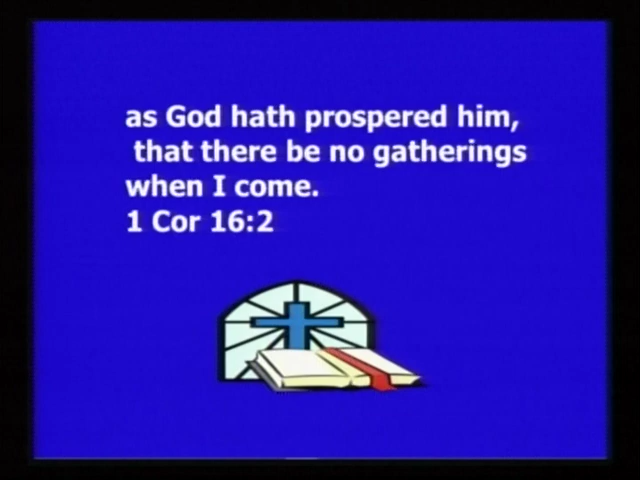 as God hath prospered him,
that there be no gatherings
when I come.
1 Cor 16:2